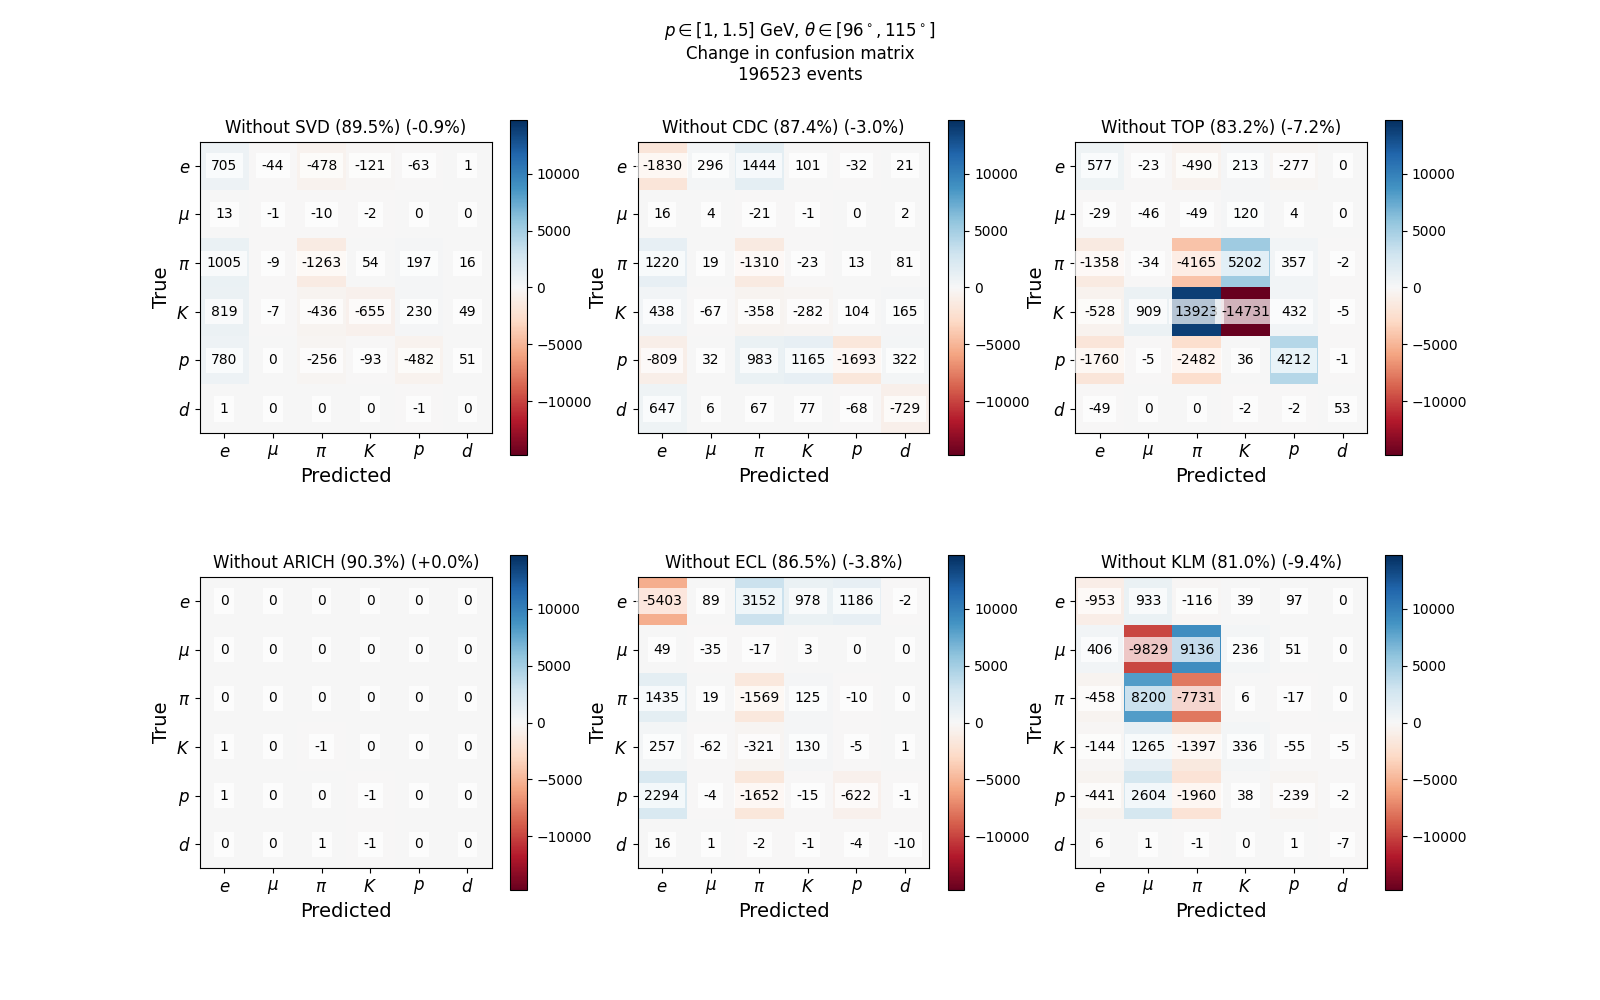 p ∈ [1, 1.5] GeV, θ ∈ [96°, 115°]
Change in confusion matrix
196523 events
Without SVD (89.5%) (-0.9%)
e 705 -44 -478 -121 -63 1
μ 13 -1 -10 -2 0 0
π 1005 -9 -1263 54 197 16
K 819 -7 -436 -655 230 49
p 780 0 -256 -93 -482 51
d 1 0 0 0 -1 0
e μ π K p d
Predicted
True
10000
5000
0
−5000
−10000
Without CDC (87.4%) (-3.0%)
e -1830 296 1444 101 -32 21
μ 16 4 -21 -1 0 2
π 1220 19 -1310 -23 13 81
K 438 -67 -358 -282 104 165
p -809 32 983 1165 -1693 322
d 647 6 67 77 -68 -729
e μ π K p d
Predicted
True
10000
5000
0
−5000
−10000
Without TOP (83.2%) (-7.2%)
e 577 -23 -490 213 -277 0
μ -29 -46 -49 120 4 0
π -1358 -34 -4165 5202 357 -2
K -528 909 13923 -14731 432 -5
p -1760 -5 -2482 36 4212 -1
d -49 0 0 -2 -2 53
e μ π K p d
Predicted
True
10000
5000
0
−5000
−10000
Without ARICH (90.3%) (+0.0%)
e 0 0 0 0 0 0
μ 0 0 0 0 0 0
π 0 0 0 0 0 0
K 1 0 -1 0 0 0
p 1 0 0 -1 0 0
d 0 0 1 -1 0 0
e μ π K p d
Predicted
True
10000
5000
0
−5000
−10000
Without ECL (86.5%) (-3.8%)
e -5403 89 3152 978 1186 -2
μ 49 -35 -17 3 0 0
π 1435 19 -1569 125 -10 0
K 257 -62 -321 130 -5 1
p 2294 -4 -1652 -15 -622 -1
d 16 1 -2 -1 -4 -10
e μ π K p d
Predicted
True
10000
5000
0
−5000
−10000
Without KLM (81.0%) (-9.4%)
e -953 933 -116 39 97 0
μ 406 -9829 9136 236 51 0
π -458 8200 -7731 6 -17 0
K -144 1265 -1397 336 -55 -5
p -441 2604 -1960 38 -239 -2
d 6 1 -1 0 1 -7
e μ π K p d
Predicted
True
10000
5000
0
−5000
−10000